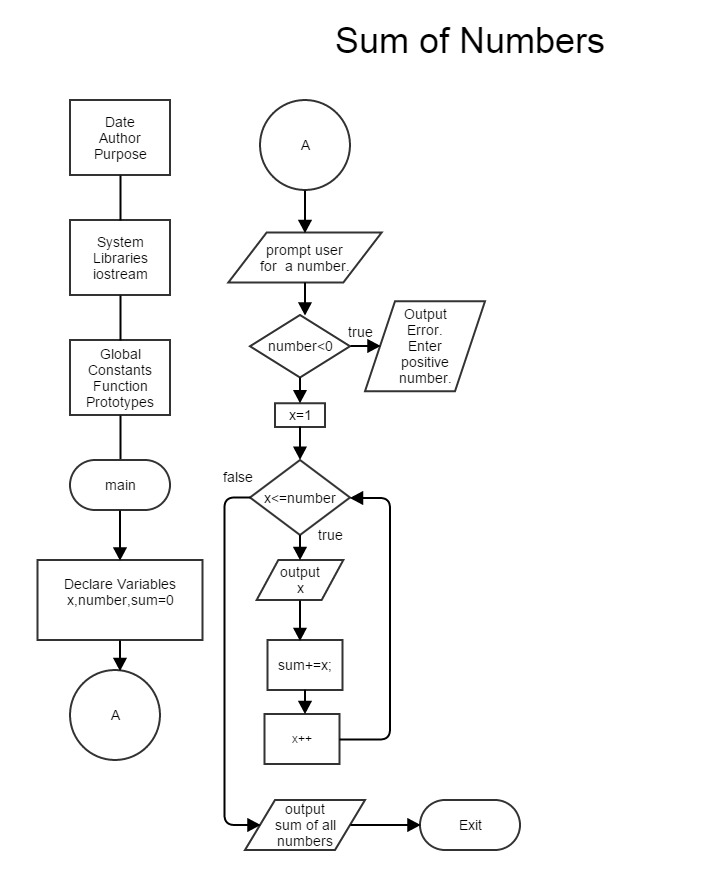 Sum of Numbers
Date
Author
Purpose
System
Libraries
iostream
Global
Constants
Function
Prototypes
main
Declare Variables
x,number,sum=0
A
A
prompt user
for a number.
number<0
true
Output
Error.
Enter
positive
number.
x=1
x<=number
false
true
output
x
sum+=x;
x++
output
sum of all
numbers
Exit